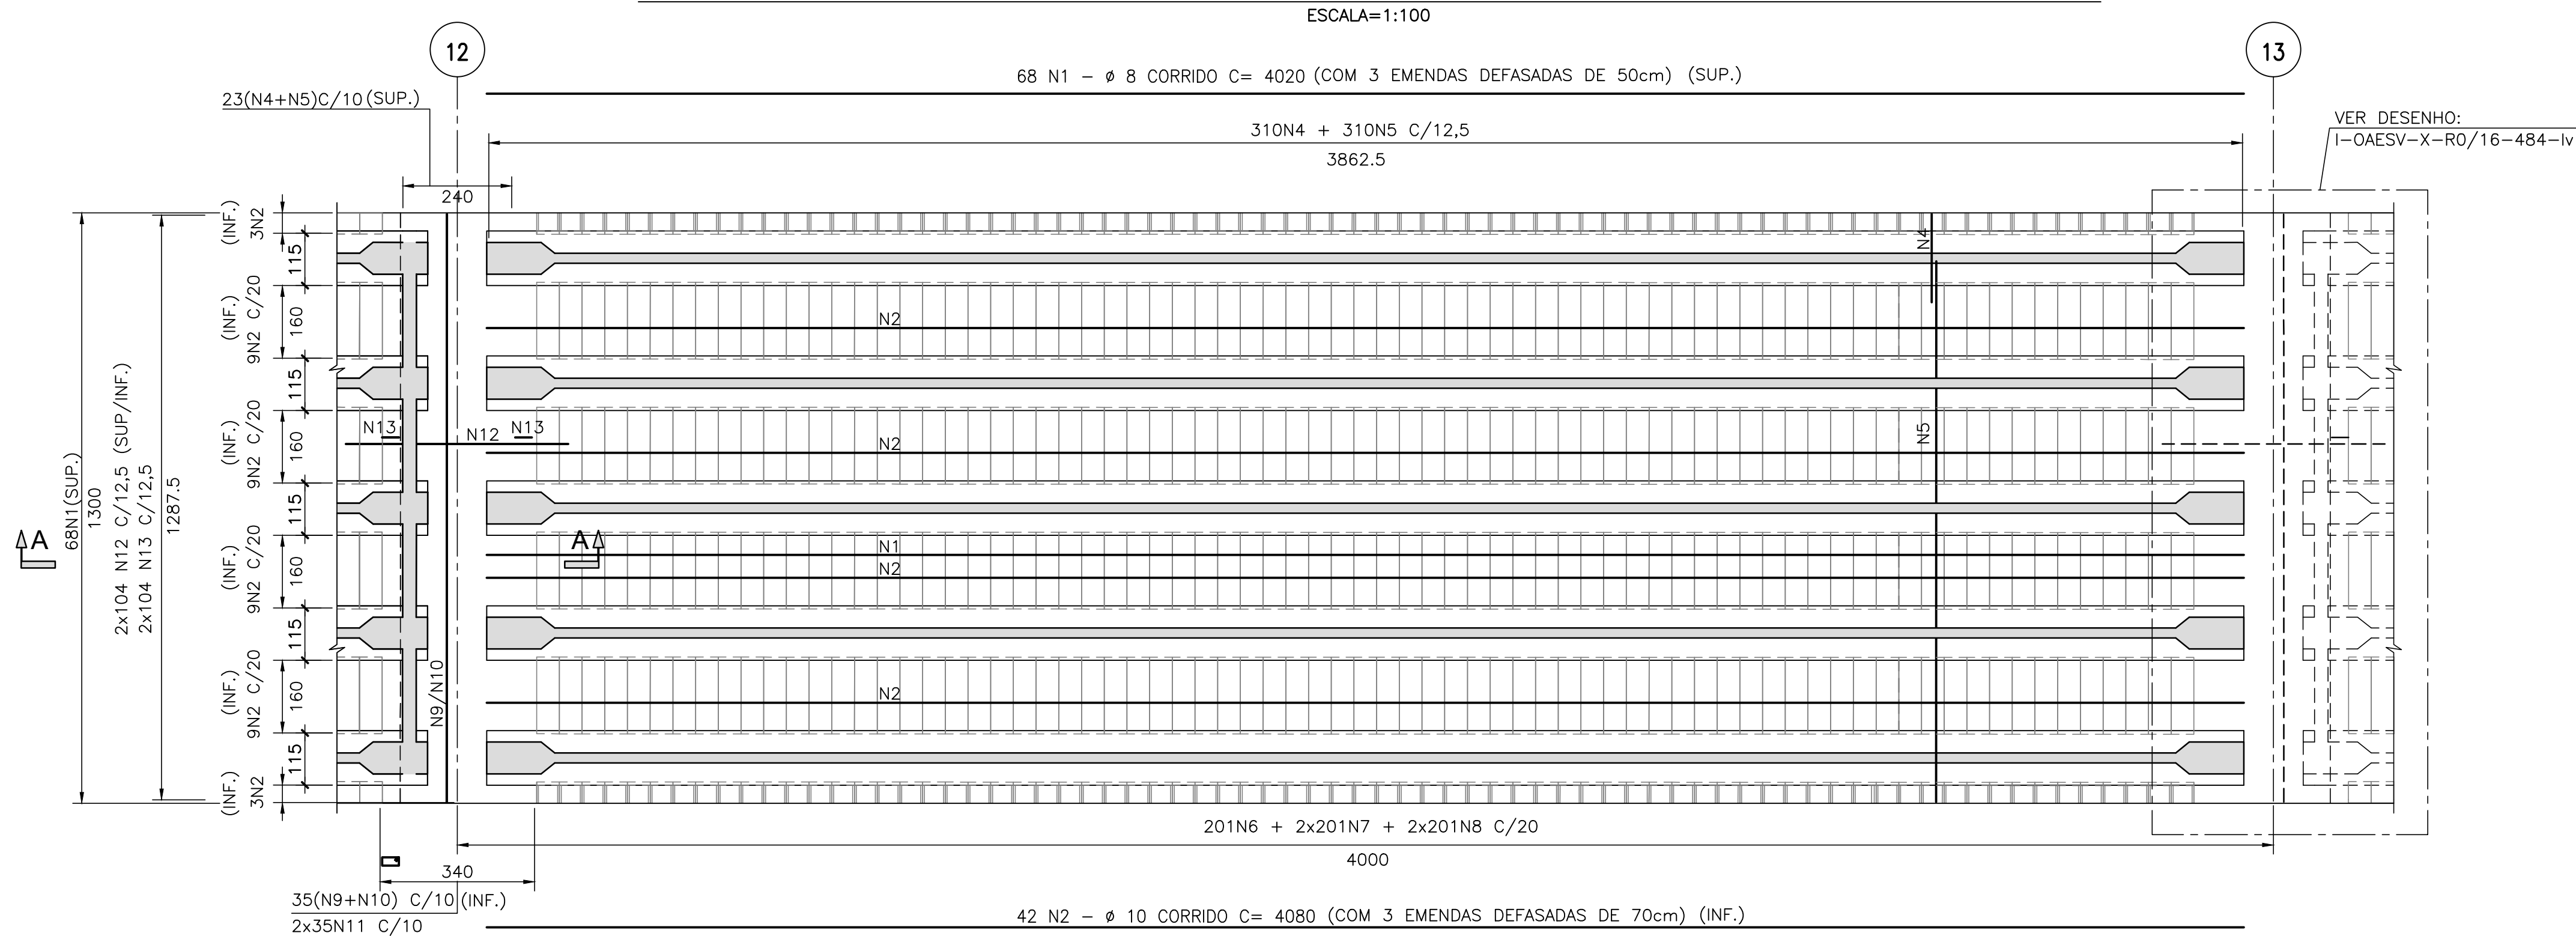 ESCALA=1:100
12
13
68 N1 - ø 8 CORRIDO C= 4020 (COM 3 EMENDAS DEFASADAS DE 50cm) (SUP.)
23(N4+N5)C/10(SUP.)
310N4 + 310N5 C/12,5
3862.5
VER DESENHO:
I-OAESV-X-R0/16-484-Iv
240
68N1(SUP.)
1300
2x104 N12 C/12,5 (SUP/INF.)
2x104 N13 C/12,5
1287.5
(INF.)
3N2
115
(INF.)
9N2 C/20
160
115
(INF.)
9N2 C/20
160
115
(INF.)
9N2 C/20
160
115
(INF.)
9N2 C/20
160
115
(INF.)
3N2
N4
N2
N13
N12
N13
N2
N5
A
A
N1
N2
N9/N10
N2
201N6 + 2x201N7 + 2x201N8 C/20
4000
340
35(N9+N10) C/10(INF.)
2x35N11 C/10
42 N2 - ø 10 CORRIDO C= 4080 (COM 3 EMENDAS DEFASADAS DE 70cm) (INF.)